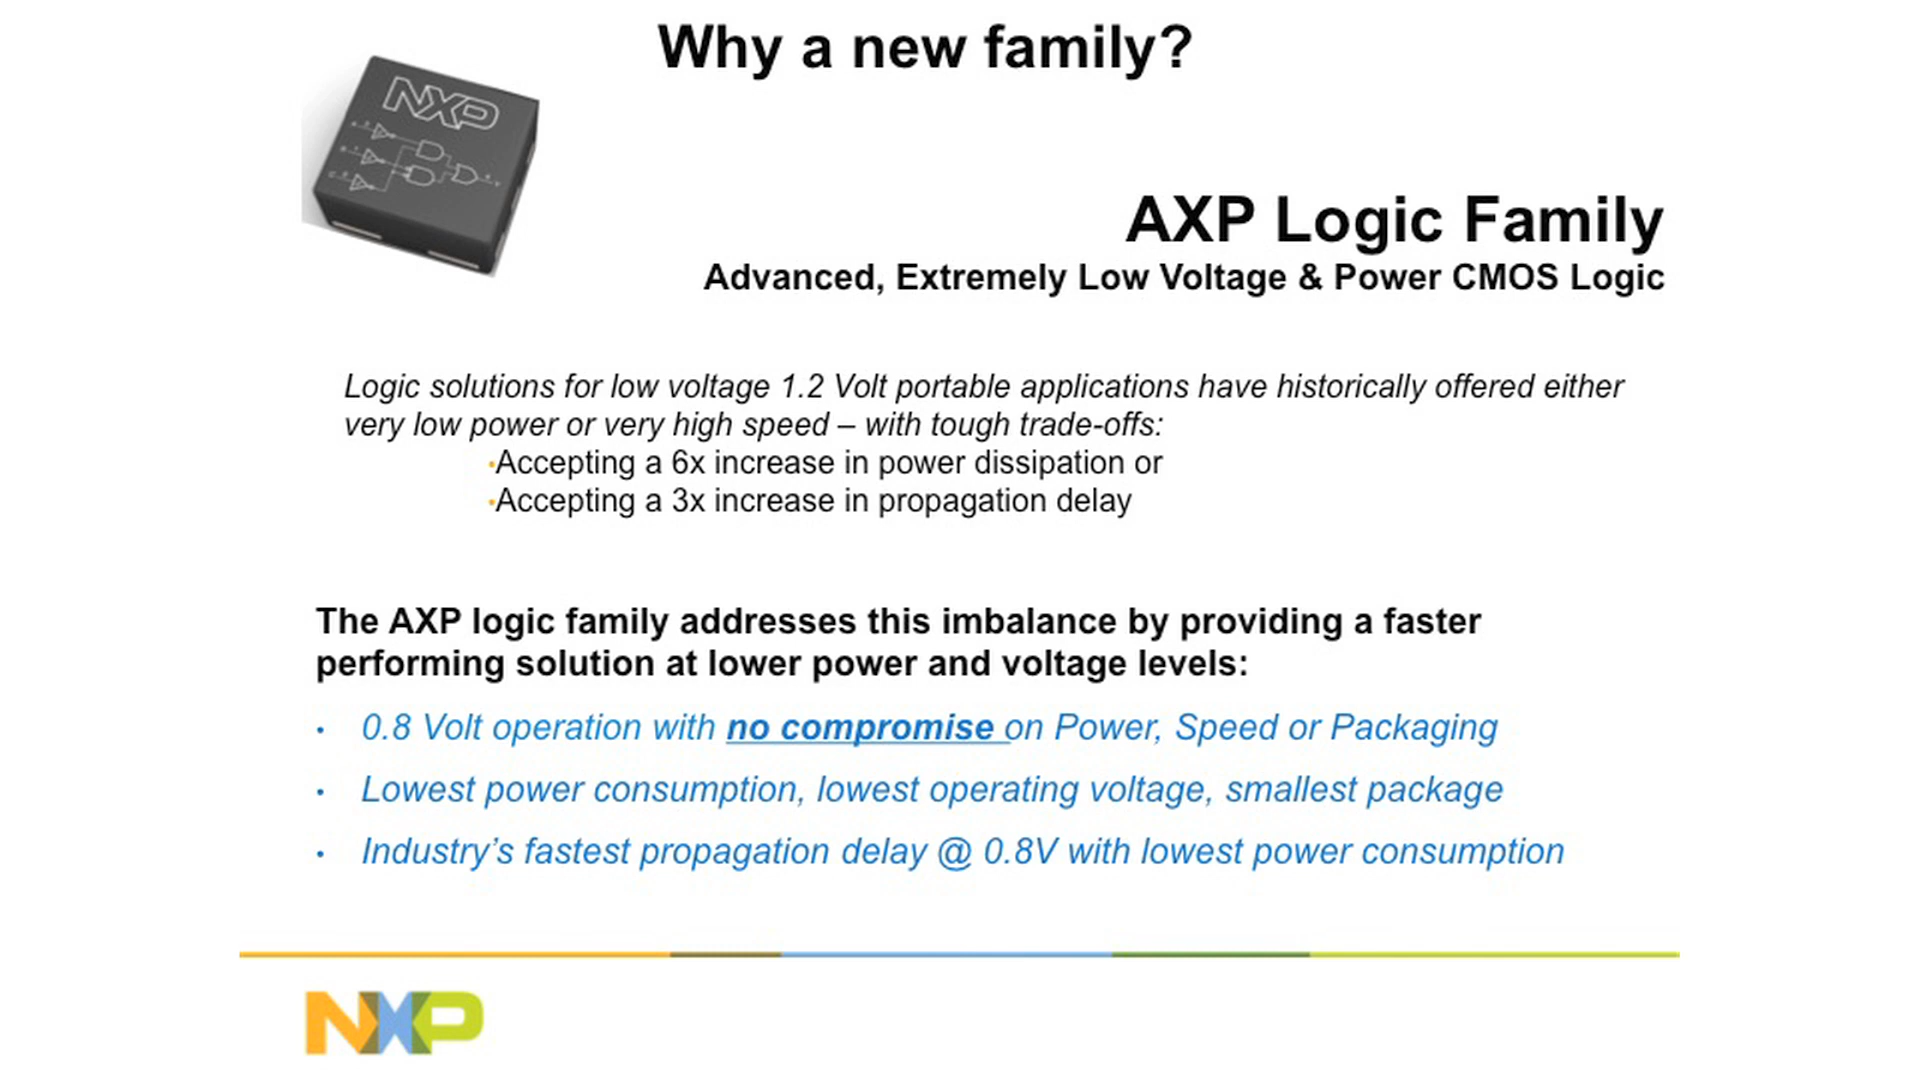 Why a new family?
NXP
AXP Logic Family
Advanced, Extremely Low Voltage & Power CMOS Logic
Logic solutions for low voltage 1.2 Volt portable applications have historically offered either
very low power or very high speed – with tough trade-offs:
•Accepting a 6x increase in power dissipation or
•Accepting a 3x increase in propagation delay
The AXP logic family addresses this imbalance by providing a faster
performing solution at lower power and voltage levels:
• 0.8 Volt operation with no compromise on Power, Speed or Packaging
• Lowest power consumption, lowest operating voltage, smallest package
• Industry’s fastest propagation delay @ 0.8V with lowest power consumption
NXP